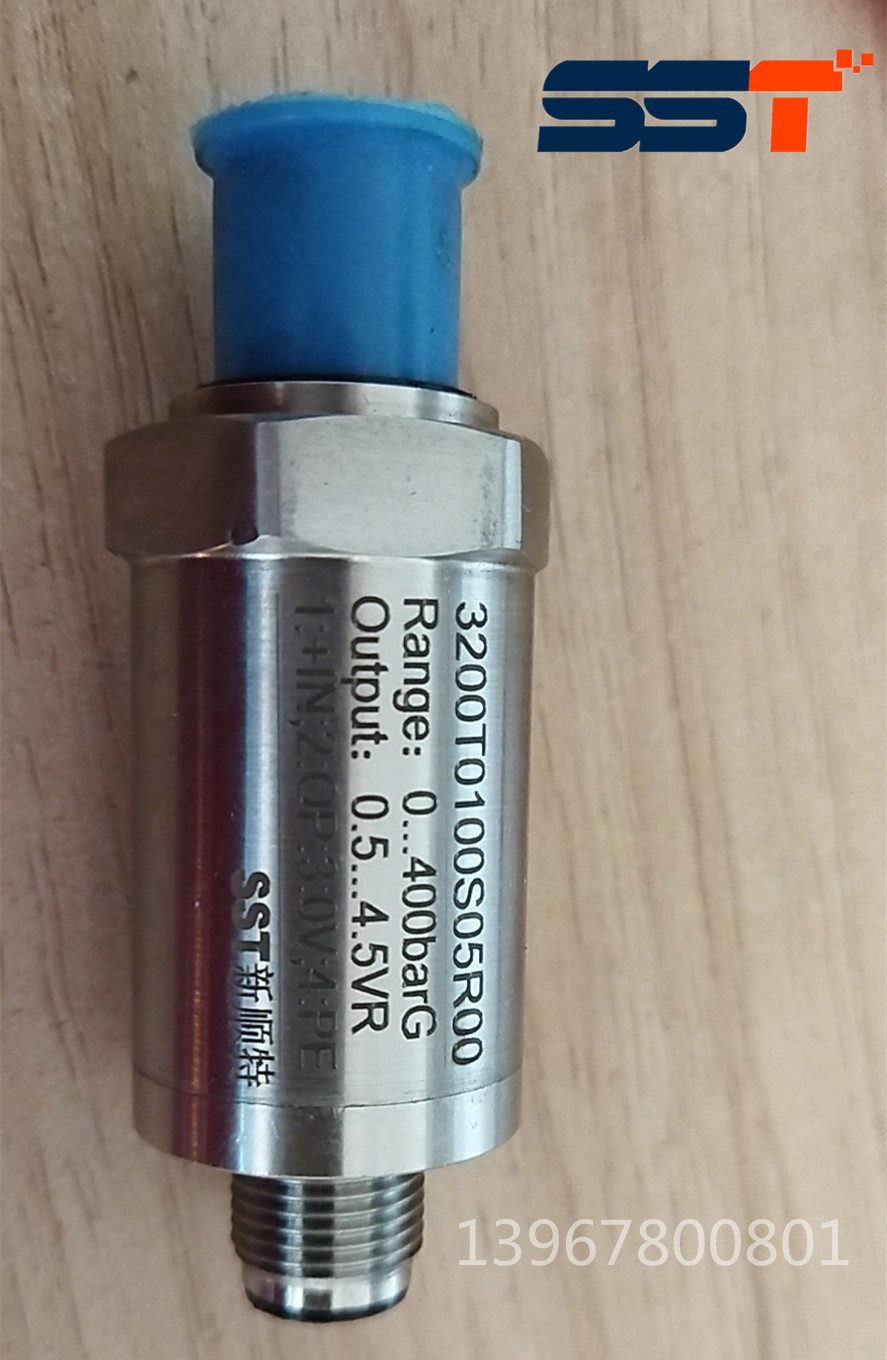 SST
3200T0100S05R00
Range: 0...400barG
Output: 0.5...4.5VR
1:+IN;2:OP;3:0V;4:PE
SST新顺特
13967800801